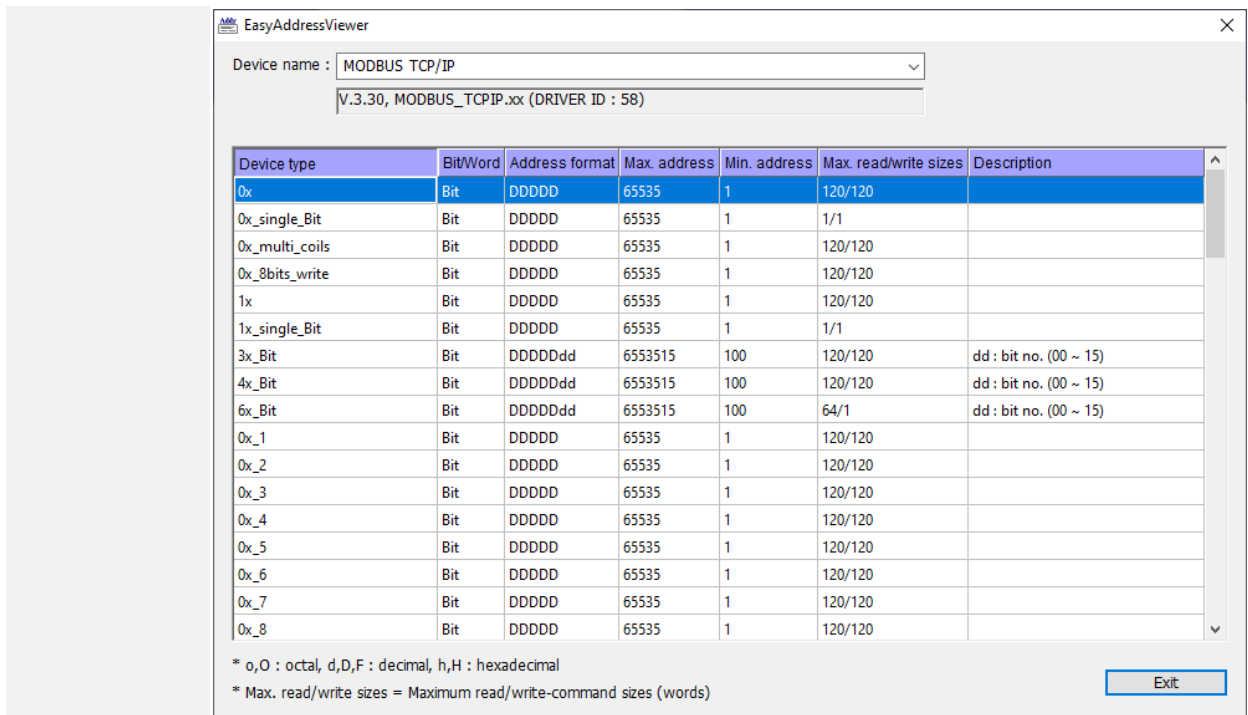 EasyAddressViewer
Device name : MODBUS TCP/IP
V.3.30, MODBUS_TCPIP.xx (DRIVER ID : 58)
Device type Bit/Word Address format Max. address Min. address Max. read/write sizes Description
0x Bit DDDDD 65535 1 120/120
0x_single_Bit Bit DDDDD 65535 1 1/1
0x_multi_coils Bit DDDDD 65535 1 120/120
0x_8bits_write Bit DDDDD 65535 1 120/120
1x Bit DDDDD 65535 1 120/120
1x_single_Bit Bit DDDDD 65535 1 1/1
3x_Bit Bit DDDDDdd 6553515 100 120/120 dd : bit no. (00 ~ 15)
4x_Bit Bit DDDDDdd 6553515 100 120/120 dd : bit no. (00 ~ 15)
6x_Bit Bit DDDDDdd 6553515 100 64/1 dd : bit no. (00 ~ 15)
0x_1 Bit DDDDD 65535 1 120/120
0x_2 Bit DDDDD 65535 1 120/120
0x_3 Bit DDDDD 65535 1 120/120
0x_4 Bit DDDDD 65535 1 120/120
0x_5 Bit DDDDD 65535 1 120/120
0x_6 Bit DDDDD 65535 1 120/120
0x_7 Bit DDDDD 65535 1 120/120
0x_8 Bit DDDDD 65535 1 120/120
* o,O : octal, d,D,F : decimal, h,H : hexadecimal
* Max. read/write sizes = Maximum read/write-command sizes (words)
Exit